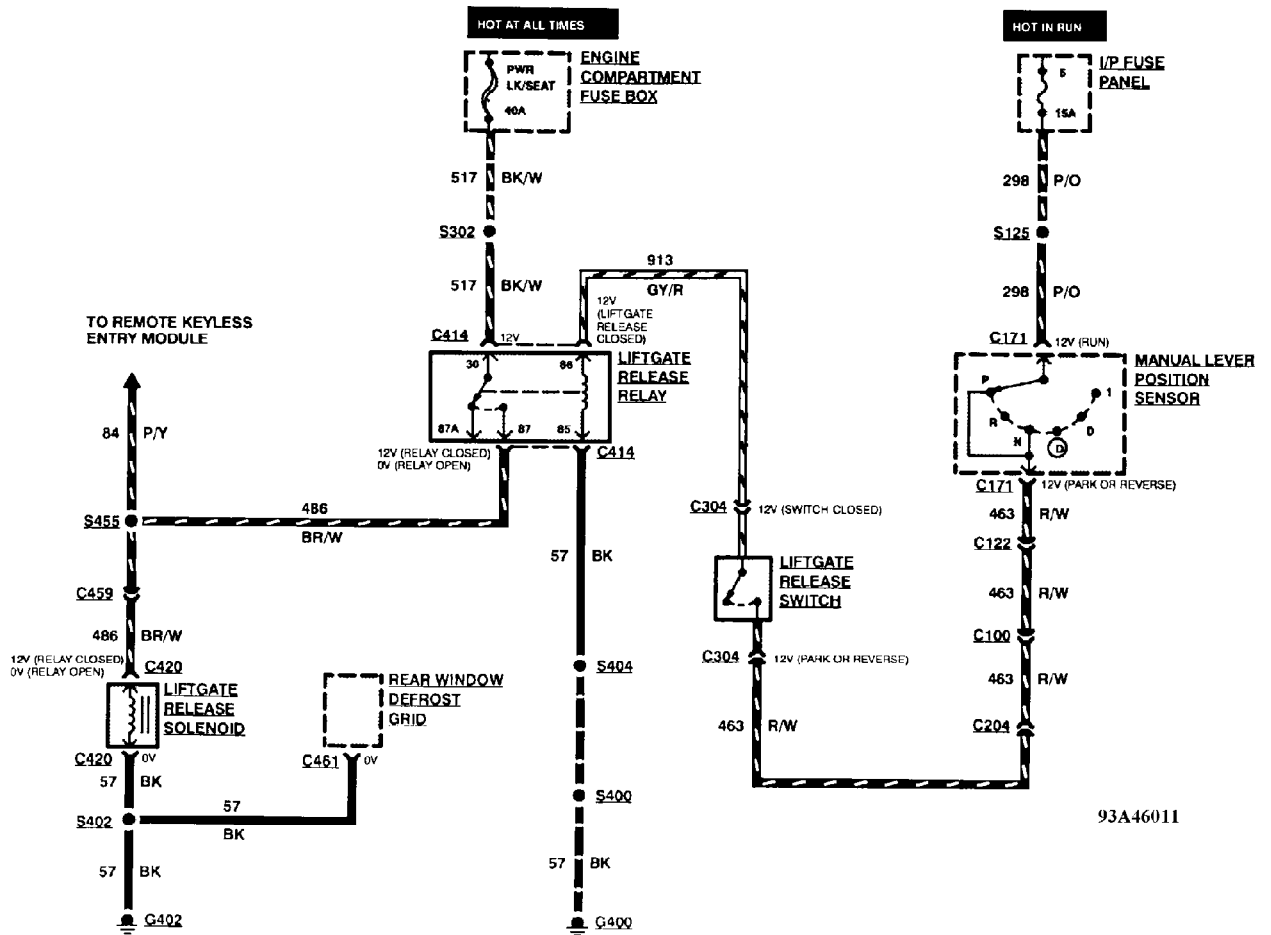 HOT AT ALL TIMES
HOT IN RUN
PWR
LK/SEAT
40A
ENGINE
COMPARTMENT
FUSE BOX
5
15A
I/P FUSE
PANEL
517 BK/W
298 P/O
S302
S125
517 BK/W
298 P/O
913
GY/R
12V
(LIFTGATE
RELEASE
CLOSED)
TO REMOTE KEYLESS
ENTRY MODULE
C414 12V
C171 12V (RUN)
30
86
87A
87
85
LIFTGATE
RELEASE
RELAY
P
R
N
D
D
1
MANUAL LEVER
POSITION
SENSOR
84 P/Y
12V (RELAY CLOSED)
0V (RELAY OPEN)
C414
C171 12V (PARK OR REVERSE)
S455
486
BR/W
C304 12V (SWITCH CLOSED)
463 R/W
C122
57 BK
LIFTGATE
RELEASE
SWITCH
C459
463 R/W
486 BR/W
C100
12V (RELAY CLOSED)
0V (RELAY OPEN)
C420
S404
C304 12V (PARK OR REVERSE)
463 R/W
LIFTGATE
RELEASE
SOLENOID
REAR WINDOW
DEFROST
GRID
463 R/W
C204
C420 0V
C461 0V
57 BK
S400
57
BK
S402
93A46011
57 BK
57 BK
G402
G400